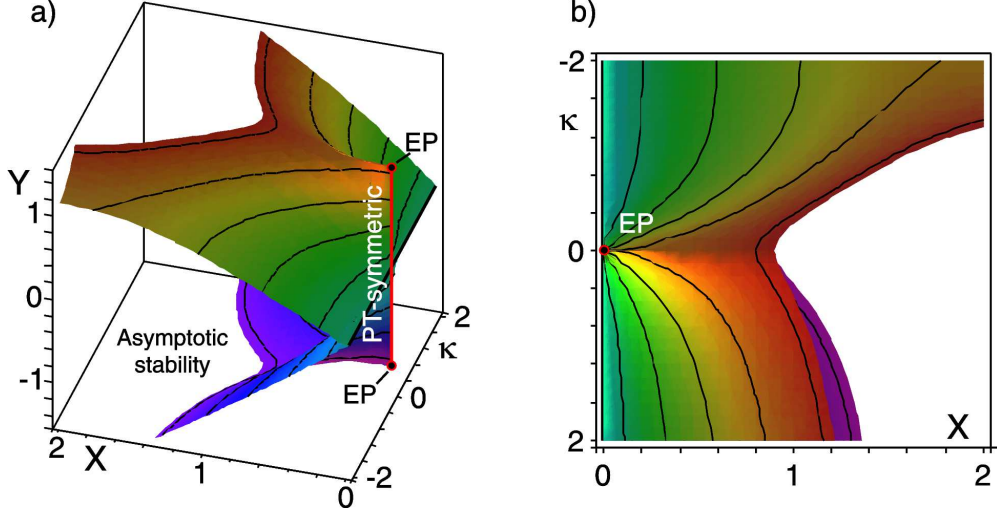 a)
b)
Y
1
0
-1
EP
PT-symmetric
Asymptotic
stability
EP
2
κ
0
-2
2
X
1
0
-2
κ
0
2
EP
X
0
1
2